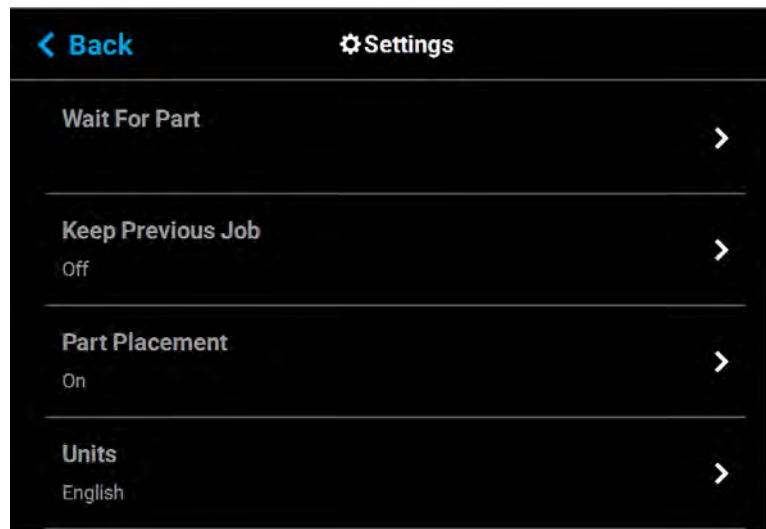 Back
Settings
Wait For Part
Keep Previous Job
Off
Part Placement
On
Units
English